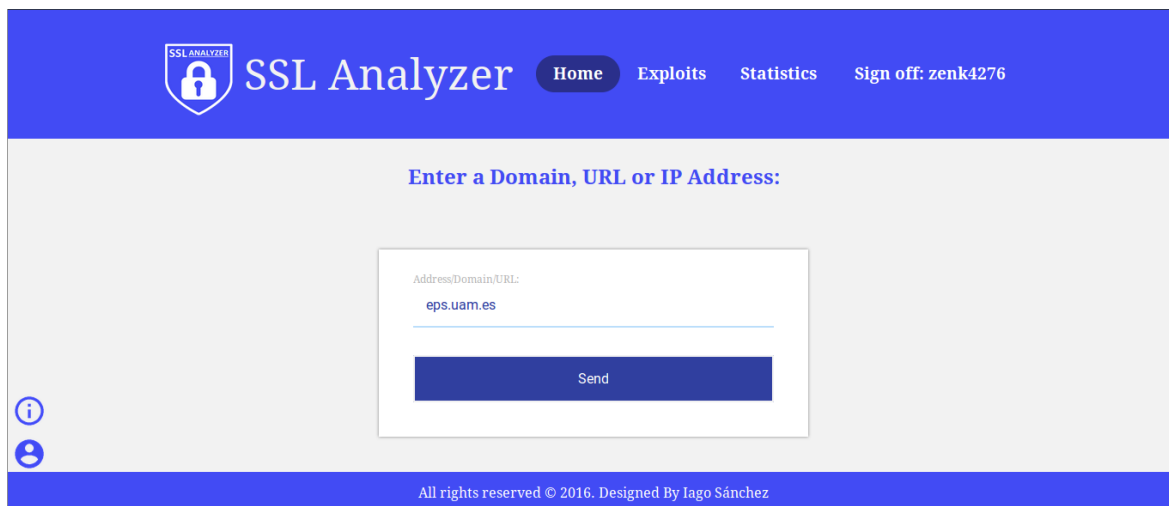 SSL ANALYZER
SSL Analyzer
Home
Exploits
Statistics
Sign off: zenk4276
Enter a Domain, URL or IP Address:
Address/Domain/URL:
eps.uam.es
Send
All rights reserved © 2016. Designed By Iago Sánchez